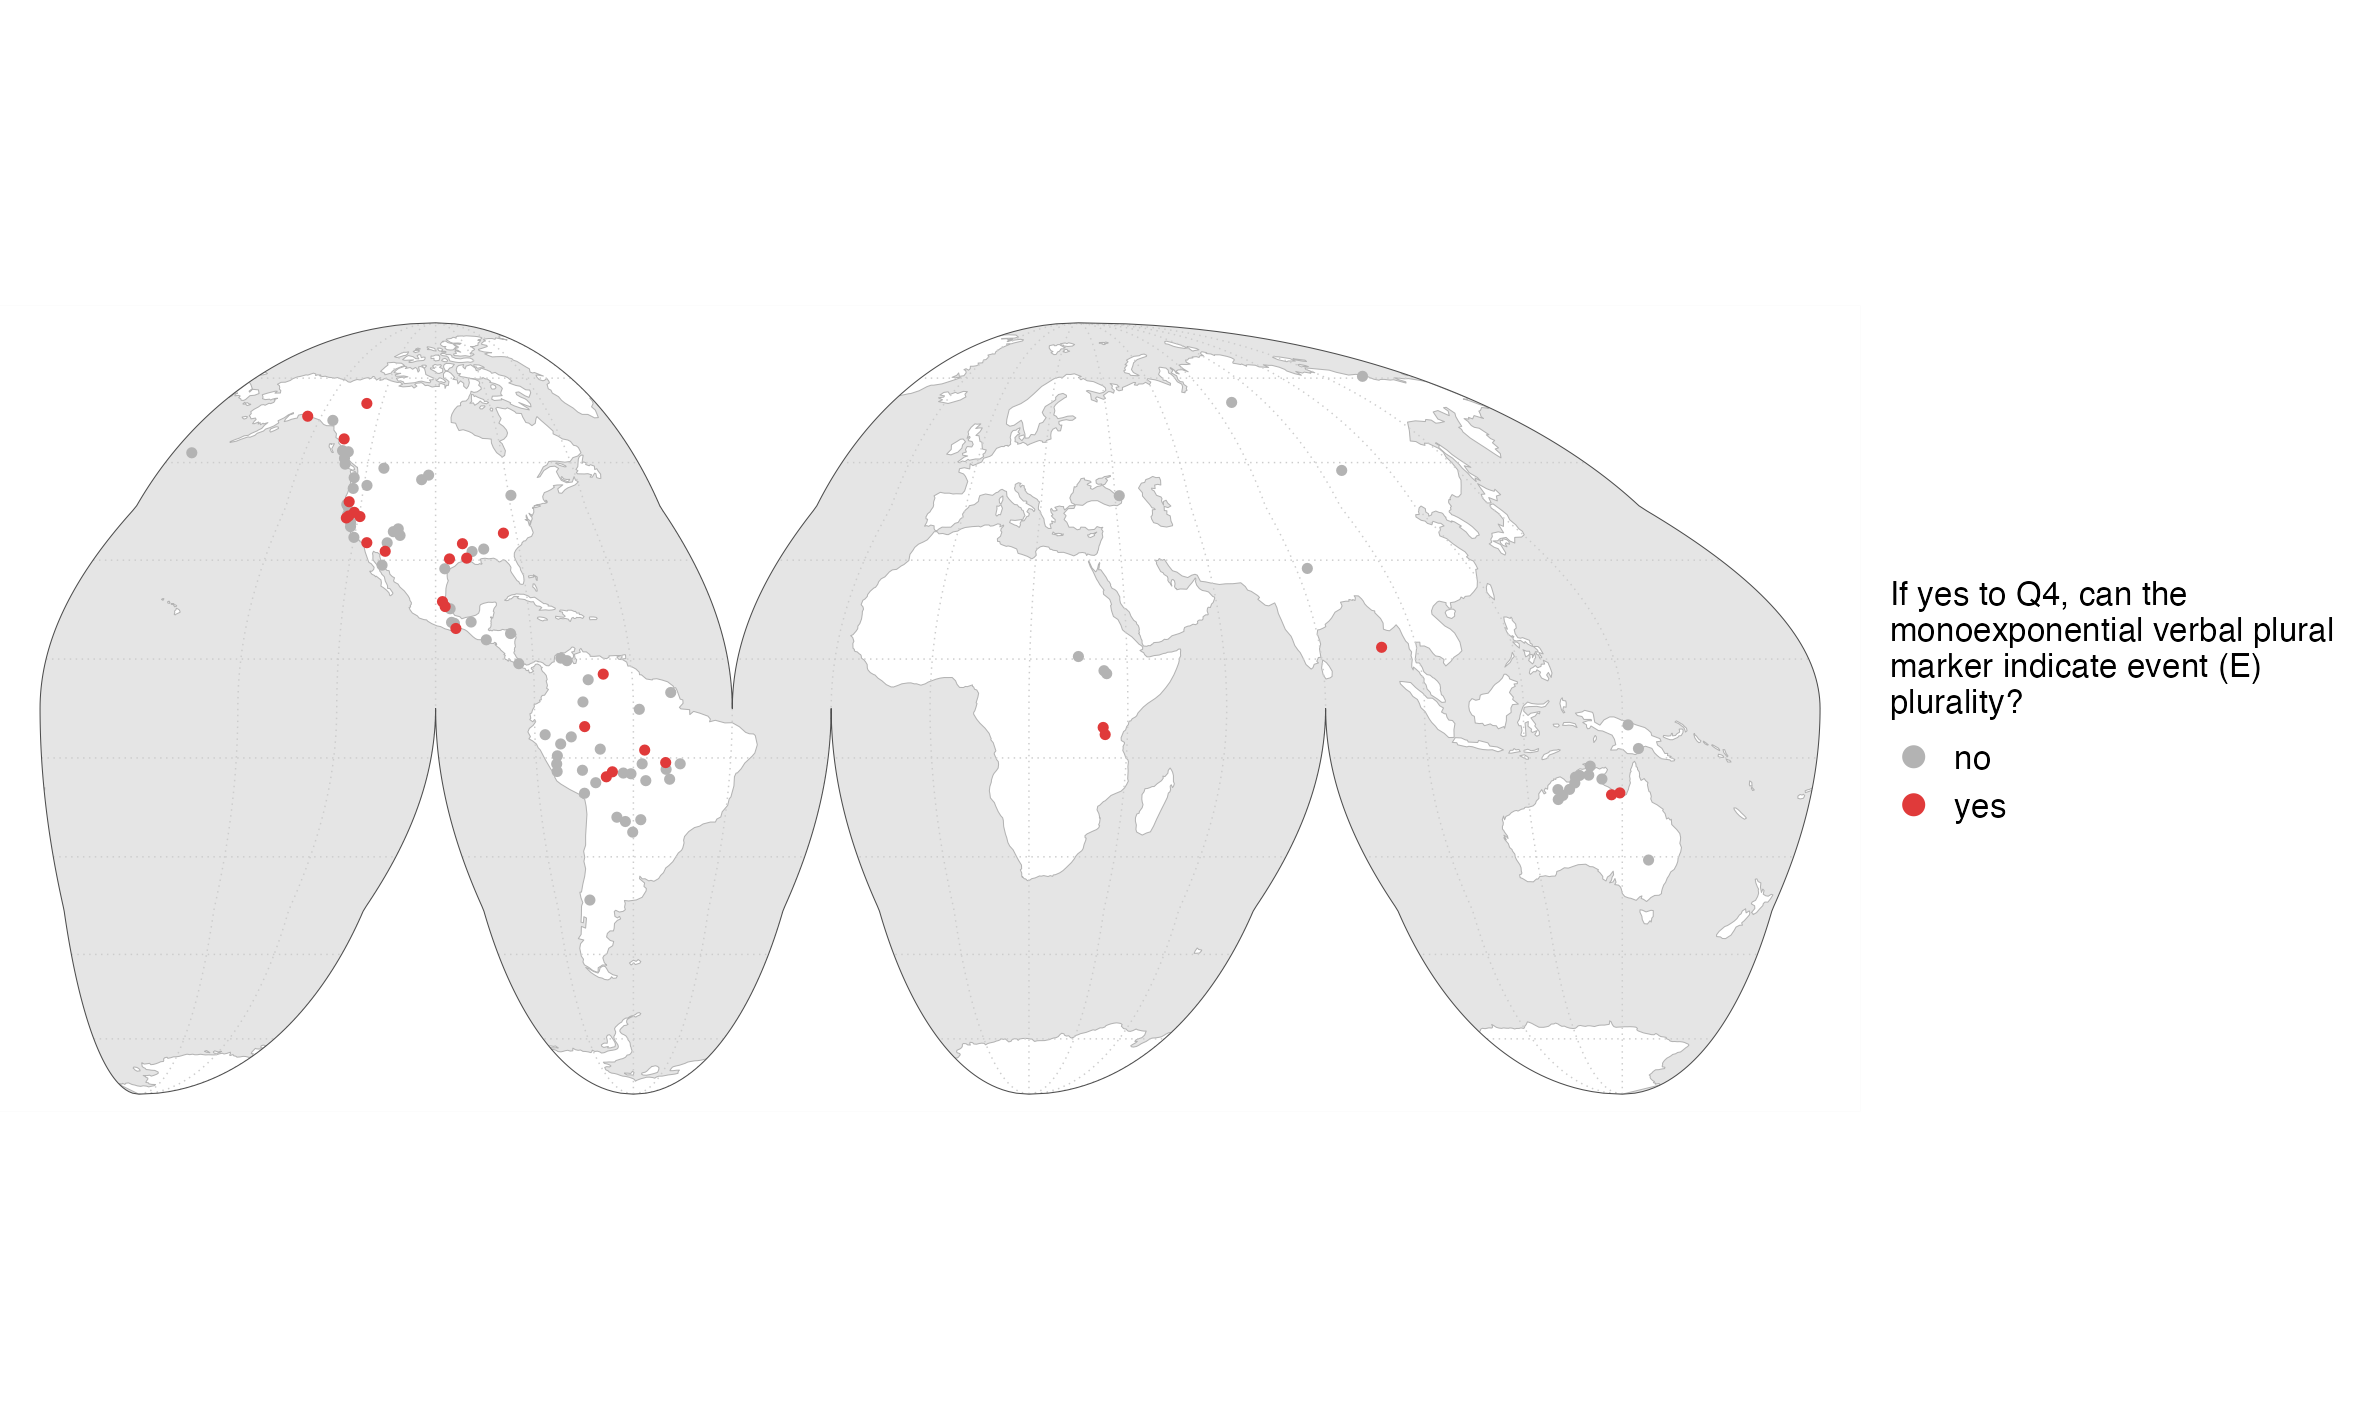 If yes to Q4, can the
monoexponential verbal plural
marker indicate event (E)
plurality?
no
yes